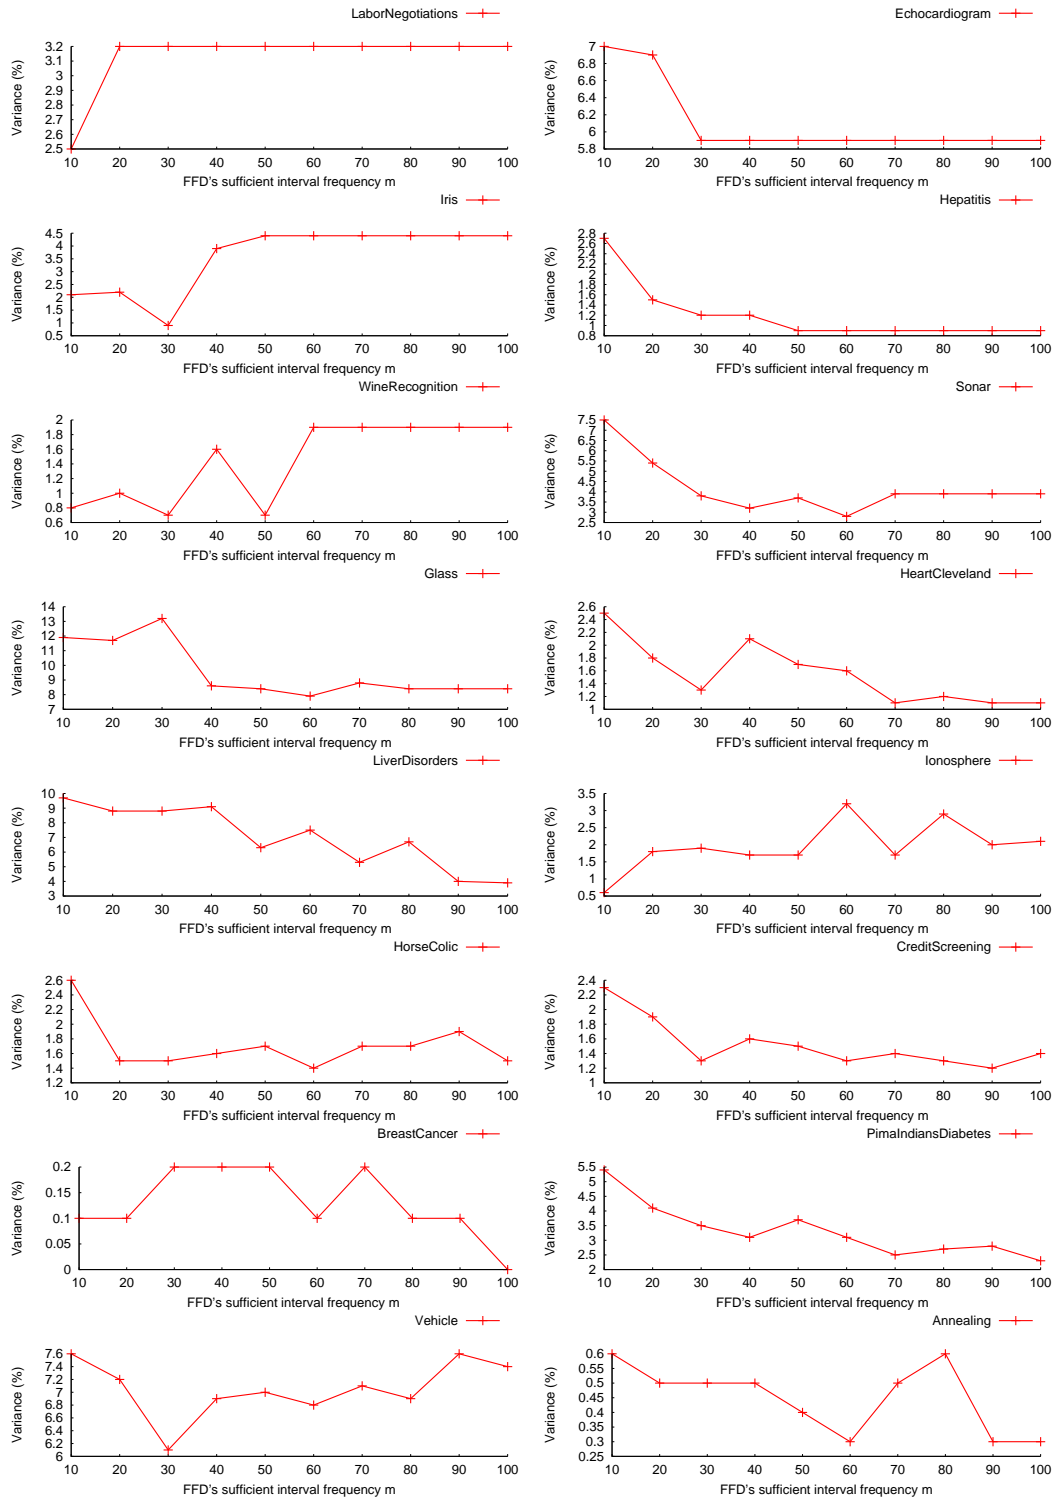 LaborNegotiations
Variance (%)
3.2
3.1
3
2.9
2.8
2.7
2.6
2.5
10 20 30 40 50 60 70 80 90 100
FFD's sufficient interval frequency m
Echocardiogram
Variance (%)
7
6.8
6.6
6.4
6.2
6
5.8
10 20 30 40 50 60 70 80 90 100
FFD's sufficient interval frequency m
Iris
Variance (%)
4.5
4
3.5
3
2.5
2
1.5
1
0.5
10 20 30 40 50 60 70 80 90 100
FFD's sufficient interval frequency m
Hepatitis
Variance (%)
2.8
2.6
2.4
2.2
2
1.8
1.6
1.4
1.2
1
0.8
10 20 30 40 50 60 70 80 90 100
FFD's sufficient interval frequency m
WineRecognition
Variance (%)
2
1.8
1.6
1.4
1.2
1
0.8
0.6
10 20 30 40 50 60 70 80 90 100
FFD's sufficient interval frequency m
Sonar
Variance (%)
7.5
7
6.5
6
5.5
5
4.5
4
3.5
3
2.5
10 20 30 40 50 60 70 80 90 100
FFD's sufficient interval frequency m
Glass
Variance (%)
14
13
12
11
10
9
8
7
10 20 30 40 50 60 70 80 90 100
FFD's sufficient interval frequency m
HeartCleveland
Variance (%)
2.6
2.4
2.2
2
1.8
1.6
1.4
1.2
1
10 20 30 40 50 60 70 80 90 100
FFD's sufficient interval frequency m
LiverDisorders
Variance (%)
10
9
8
7
6
5
4
3
10 20 30 40 50 60 70 80 90 100
FFD's sufficient interval frequency m
Ionosphere
Variance (%)
3.5
3
2.5
2
1.5
1
0.5
10 20 30 40 50 60 70 80 90 100
FFD's sufficient interval frequency m
HorseColic
Variance (%)
2.6
2.4
2.2
2
1.8
1.6
1.4
1.2
10 20 30 40 50 60 70 80 90 100
FFD's sufficient interval frequency m
CreditScreening
Variance (%)
2.4
2.2
2
1.8
1.6
1.4
1.2
1
10 20 30 40 50 60 70 80 90 100
FFD's sufficient interval frequency m
BreastCancer
Variance (%)
0.2
0.15
0.1
0.05
0
10 20 30 40 50 60 70 80 90 100
FFD's sufficient interval frequency m
PimaIndiansDiabetes
Variance (%)
5.5
5
4.5
4
3.5
3
2.5
2
10 20 30 40 50 60 70 80 90 100
FFD's sufficient interval frequency m
Vehicle
Variance (%)
7.6
7.4
7.2
7
6.8
6.6
6.4
6.2
6
10 20 30 40 50 60 70 80 90 100
FFD's sufficient interval frequency m
Annealing
Variance (%)
0.6
0.55
0.5
0.45
0.4
0.35
0.3
0.25
10 20 30 40 50 60 70 80 90 100
FFD's sufficient interval frequency m